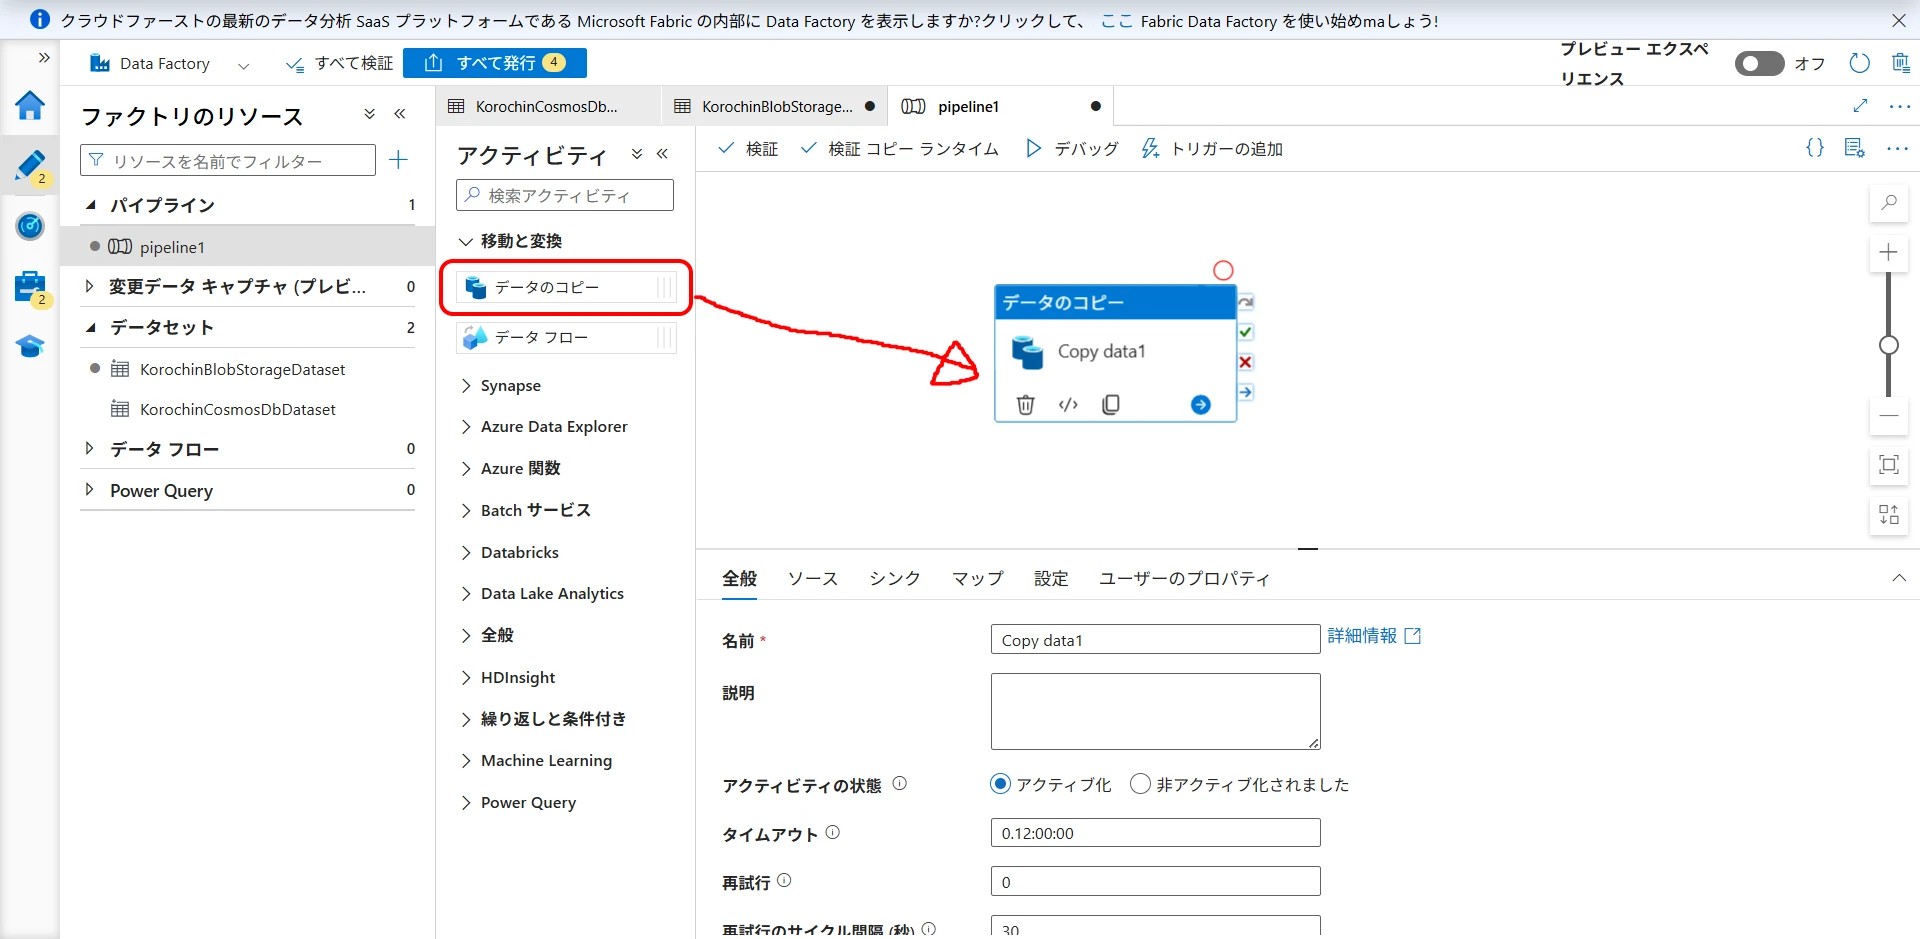 クラウドファーストの最新のデータ分析 SaaS プラットフォームである Microsoft Fabric の内部に Data Factory を表示しますか?クリックして、 ここ Fabric Data Factory を使い始めmaしょう!
Data Factory
すべて検証
すべて発行 4
プレビュー エクスペリエンス
オフ
2
2
ファクトリのリソース
リソースを名前でフィルター
パイプライン 1
pipeline1
変更データ キャプチャ (プレビ... 0
データセット 2
KorochinBlobStorageDataset
KorochinCosmosDbDataset
データ フロー 0
Power Query 0
KorochinCosmosDb...
KorochinBlobStorage...
pipeline1
アクティビティ
検索アクティビティ
移動と変換
データのコピー
データ フロー
Synapse
Azure Data Explorer
Azure 関数
Batch サービス
Databricks
Data Lake Analytics
全般
HDInsight
繰り返しと条件付き
Machine Learning
Power Query
検証
検証 コピー ランタイム
デバッグ
トリガーの追加
データのコピー
Copy data1
全般
ソース
シンク
マップ
設定
ユーザーのプロパティ
名前 *
Copy data1
詳細情報
説明
アクティビティの状態
アクティブ化
非アクティブ化されました
タイムアウト
0.12:00:00
再試行
0
再試行のサイクル間隔 (秒)
30